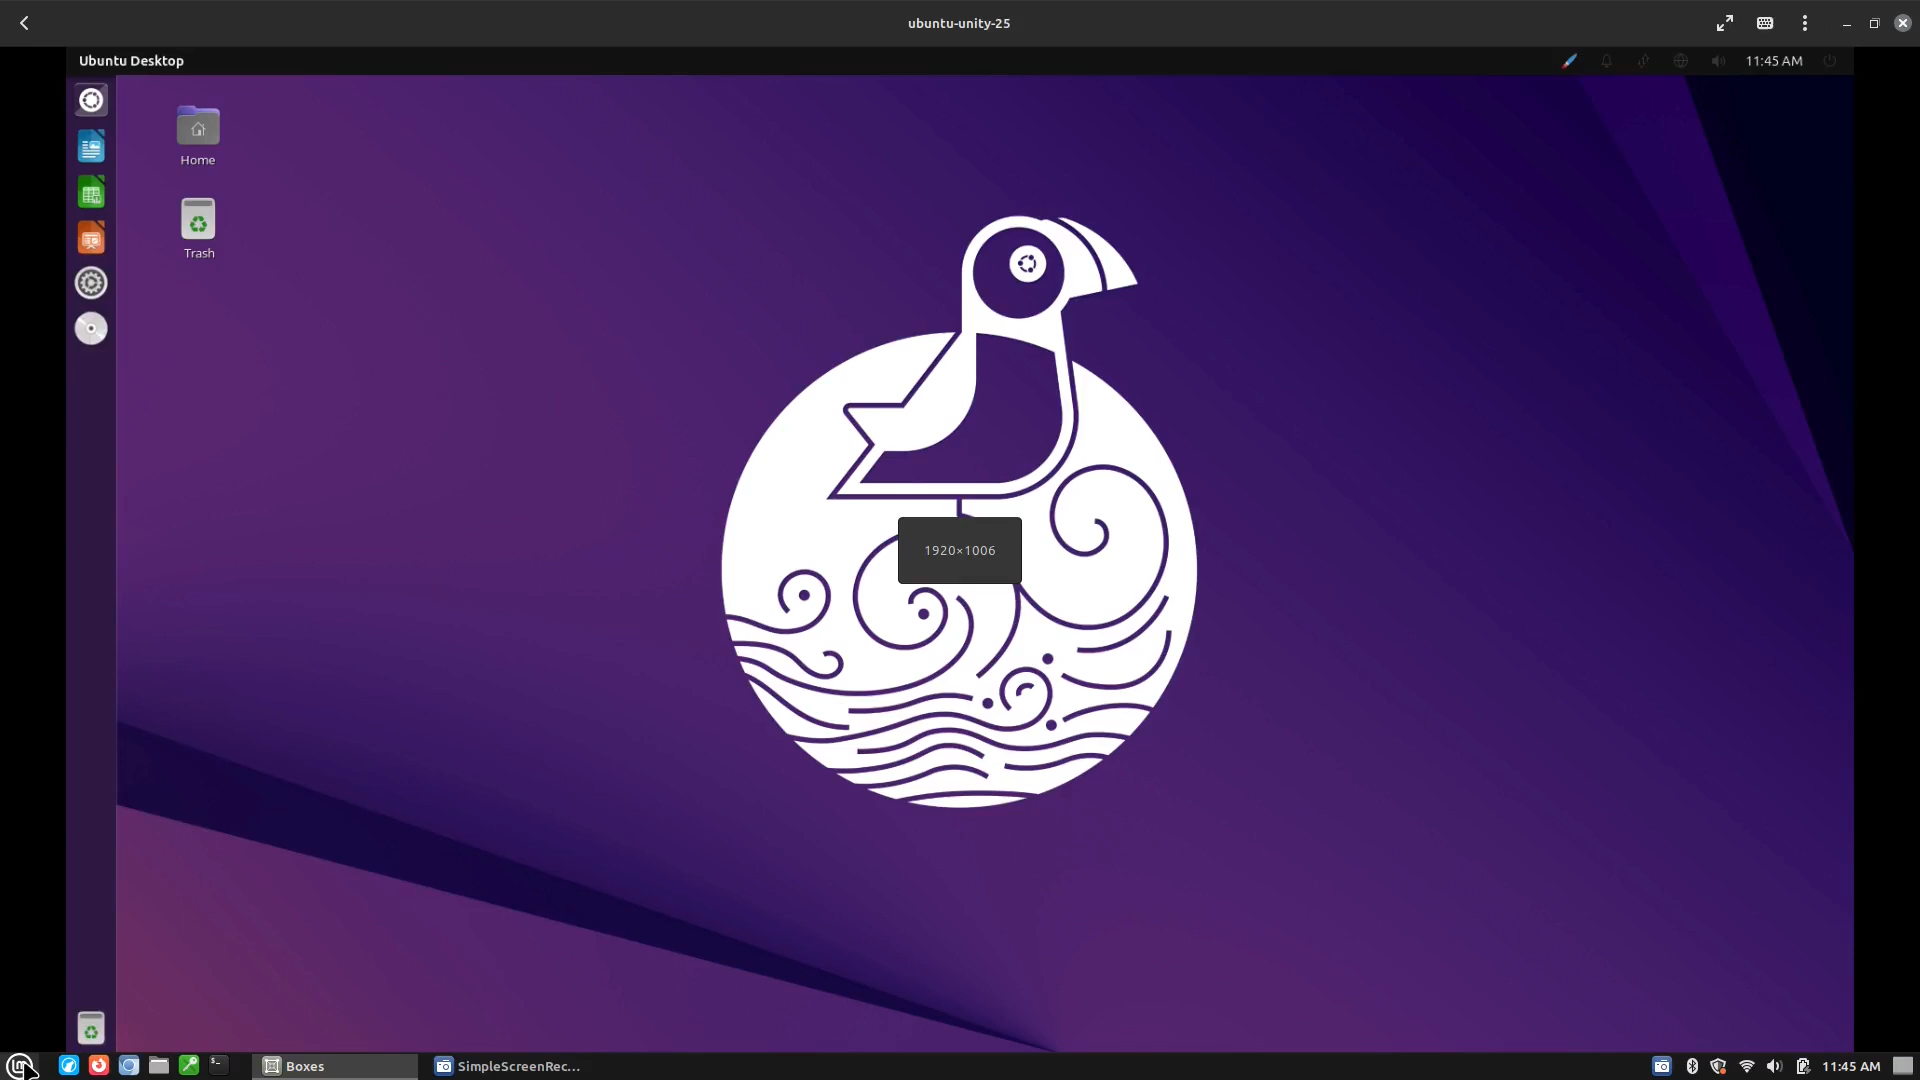 ubuntu-unity-25
Ubuntu Desktop
11:45 AM
Home
Trash
1920×1006
Boxes
SimpleScreenRec...
11:45 AM